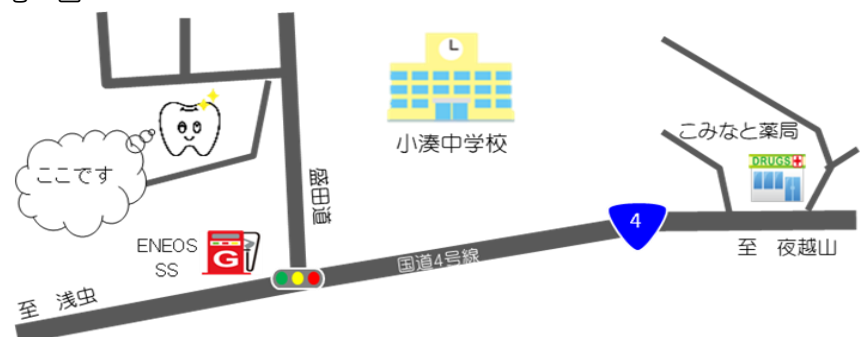 小湊中学校
こみなと薬局
DRUGS
ここです
盛田道
4
ENEOS
SS
G
国道4号線
至 夜越山
至 浅虫